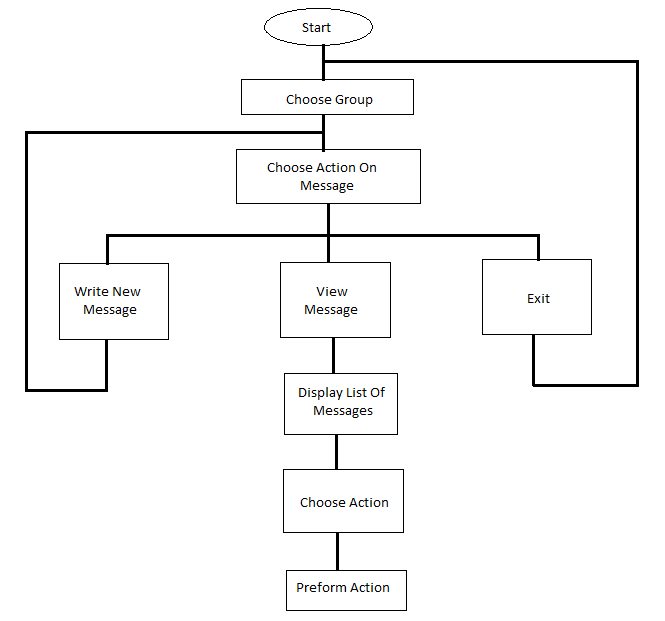 Start
Choose Group
Choose Action On
Message
Write New
Message
View
Message
Exit
Display List Of
Messages
Choose Action
Preform Action